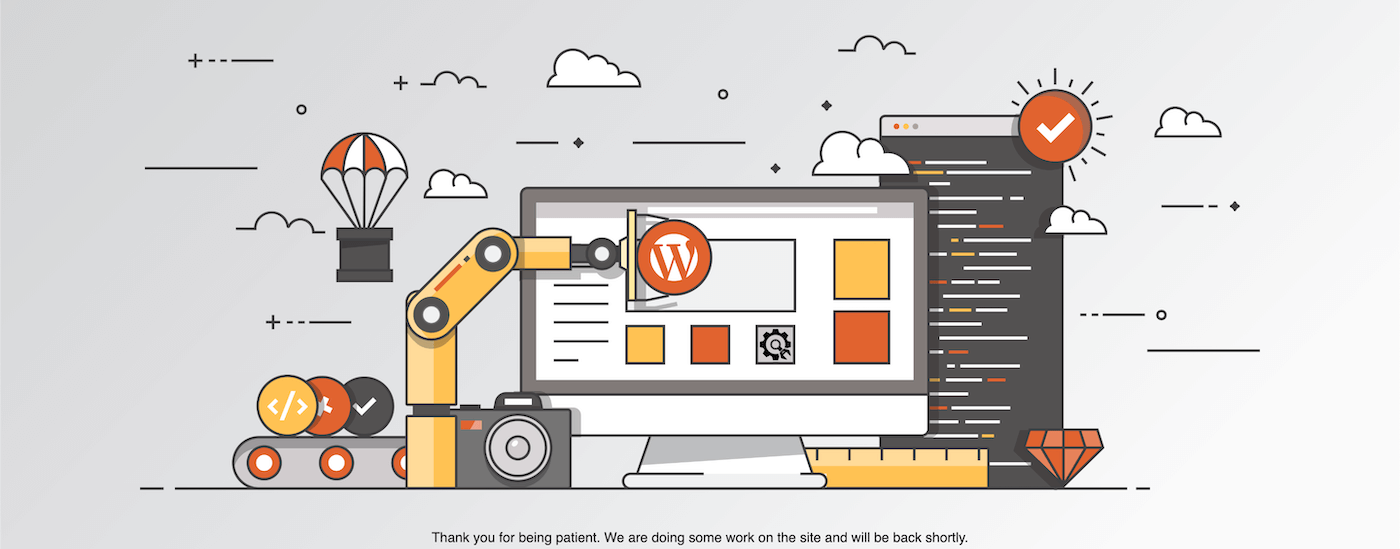 </>
W
Thank you for being patient. We are doing some work on the site and will be back shortly.